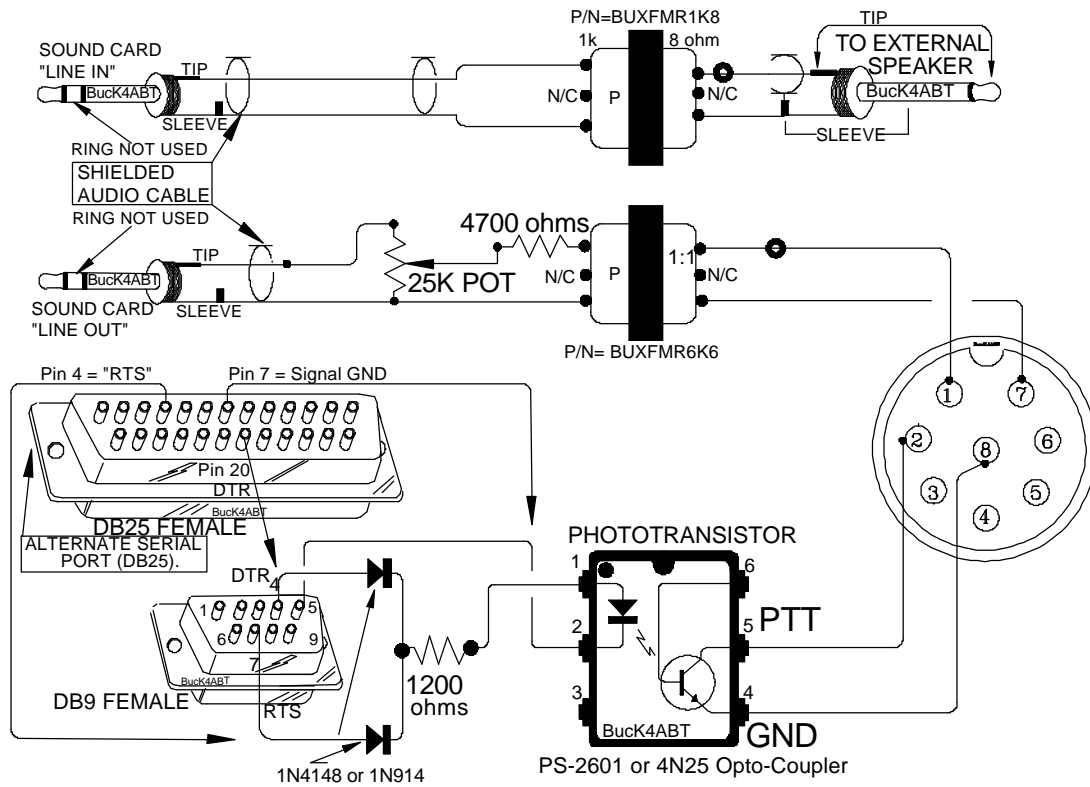 P/N=BUXFMR1K8
1k
8 ohm
TIP
SOUND CARD
"LINE IN"
TIP
TO EXTERNAL
SPEAKER
BucK4ABT
N/C
P
N/C
BucK4ABT
SLEEVE
SLEEVE
RING NOT USED
SHIELDED
AUDIO CABLE
RING NOT USED
4700 ohms
TIP
BucK4ABT
25K POT
N/C
P
1:1
N/C
SLEEVE
SOUND CARD
"LINE OUT"
P/N= BUXFMR6K6
Pin 4 = "RTS"
Pin 7 = Signal GND
BucK4ABT
1
7
2
8
6
3
5
4
Pin 20
DTR
BucK4ABT
DB25 FEMALE
ALTERNATE SERIAL
PORT (DB25).
PHOTOTRANSISTOR
DTR
4
1
5
6
9
7
BucK4ABT
DB9 FEMALE
RTS
1200
ohms
1N4148 or 1N914
1
6
2
5
PTT
3
4
BucK4ABT
GND
PS-2601 or 4N25 Opto-Coupler